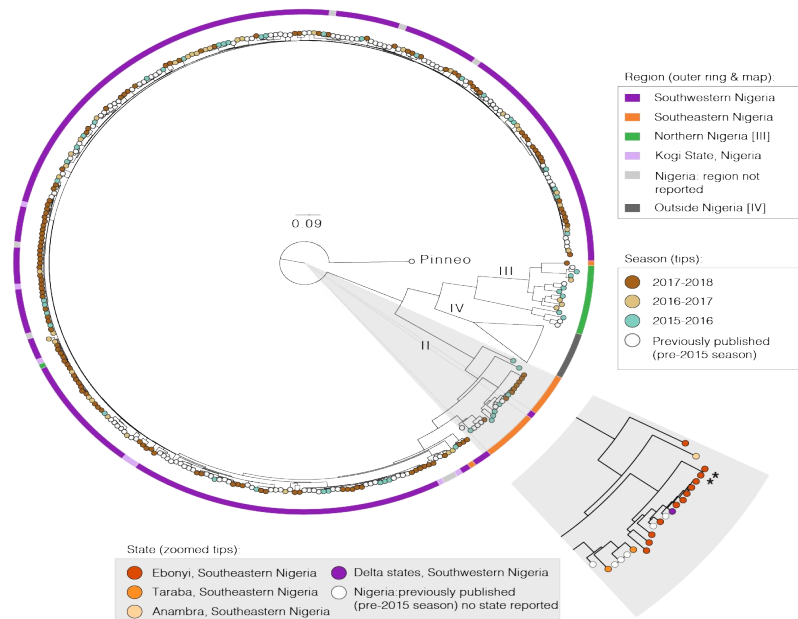 Region (outer ring & map):
Southwestern Nigeria
Southeastern Nigeria
Northern Nigeria [III]
Kogi State, Nigeria
Nigeria: region not
reported
Outside Nigeria [IV]
0 09
Pinneo
III
IV
II
Season (tips):
2017-2018
2016-2017
2015-2016
Previously published
(pre-2015 season)
*
*
State (zoomed tips):
Ebonyi, Southeastern Nigeria
Taraba, Southeastern Nigeria
Anambra, Southeastern Nigeria
Delta states, Southwestern Nigeria
Nigeria:previously published
(pre-2015 season) no state reported